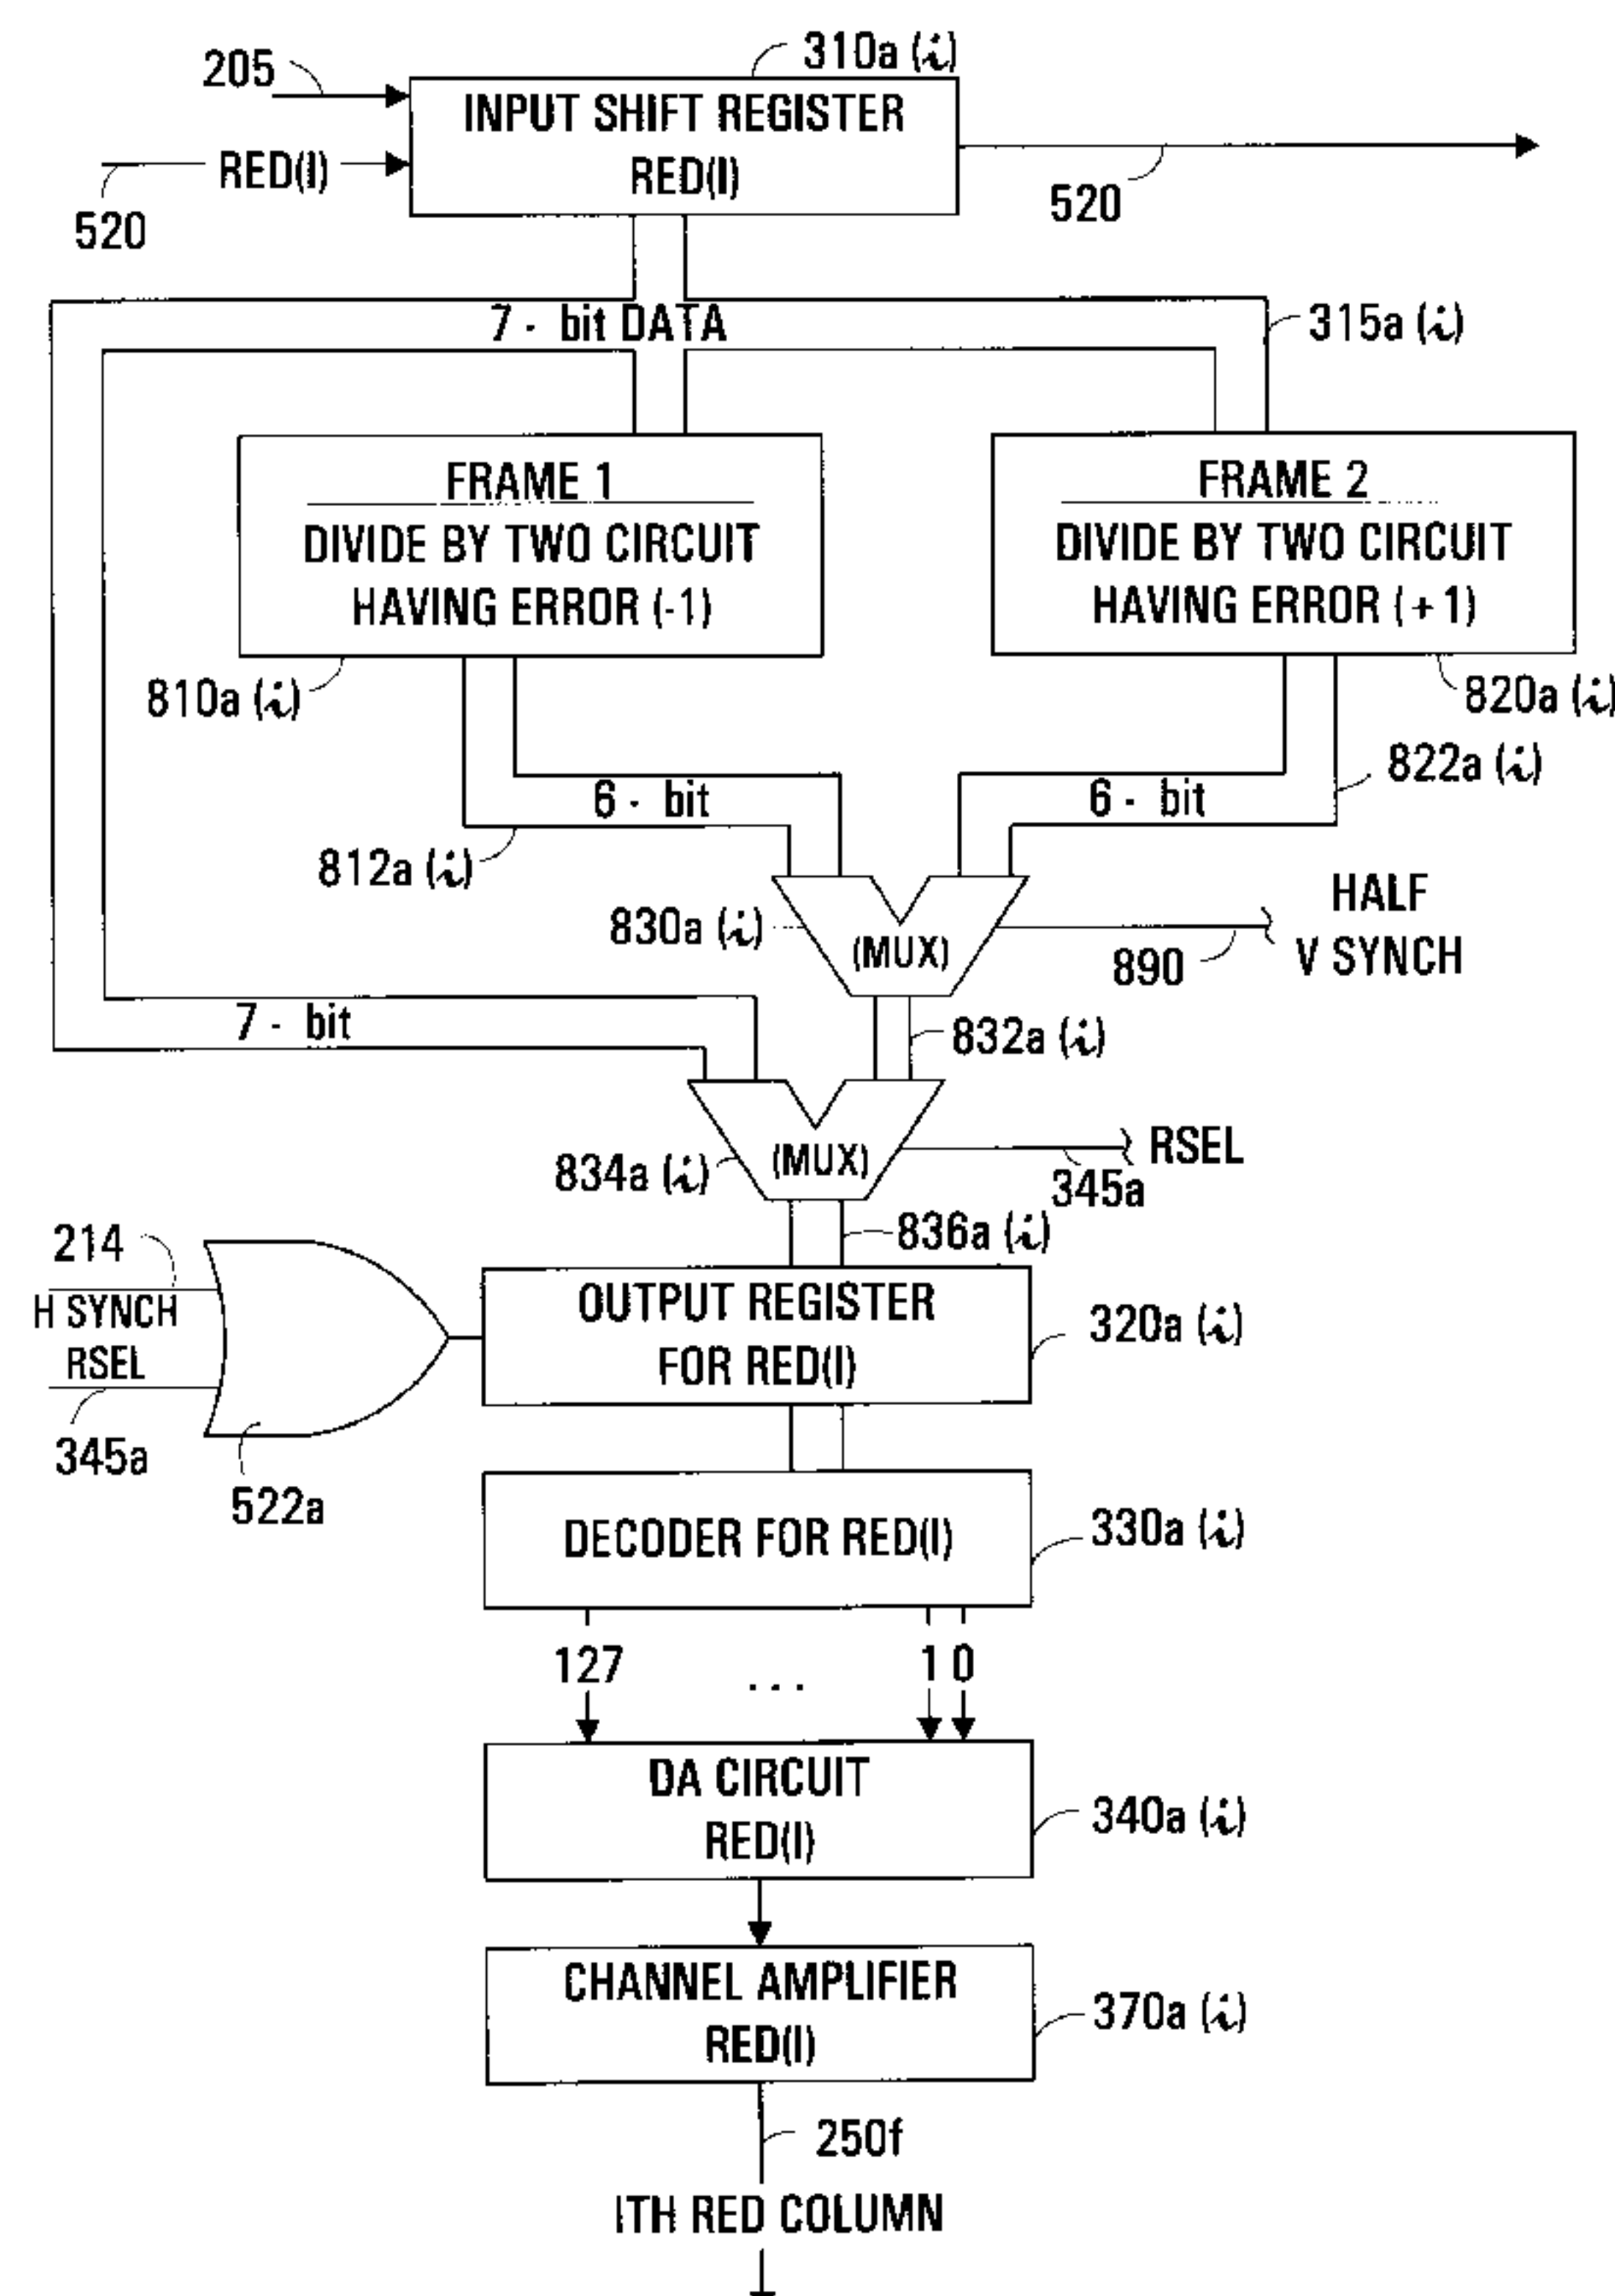 310a (i)
205
INPUT SHIFT REGISTER
RED(I)
RED(I)
520
520
7 - bit DATA
315a (i)
FRAME 1
DIVIDE BY TWO CIRCUIT
HAVING ERROR (-1)
FRAME 2
DIVIDE BY TWO CIRCUIT
HAVING ERROR (+1)
810a (i)
820a (i)
822a (i)
6 - bit
6 - bit
812a (i)
HALF
V SYNCH
830a (i)
(MUX)
890
7 - bit
832a (i)
RSEL
834a (i)
(MUX)
345a
836a (i)
214
H SYNCH
RSEL
345a
522a
OUTPUT REGISTER
FOR RED(I)
320a (i)
DECODER FOR RED(I)
330a (i)
127 ... 1 0
DA CIRCUIT
RED(I)
340a (i)
CHANNEL AMPLIFIER
RED(I)
370a (i)
250f
ITH RED COLUMN